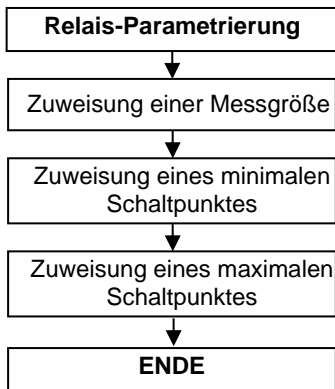 Relais-Parametrierung
Zuweisung einer Messgröße
Zuweisung eines minimalen
Schaltpunktes
Zuweisung eines maximalen
Schaltpunktes
ENDE